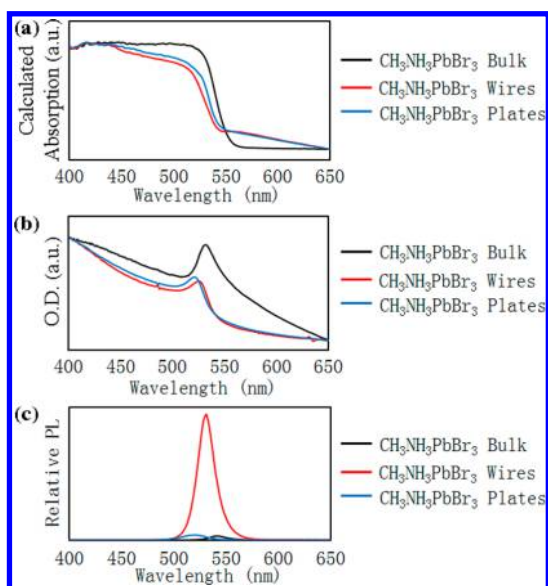 (a)
Calculated
Absorption (a.u.)
CH₃NH₃PbBr₃ Bulk
CH₃NH₃PbBr₃ Wires
CH₃NH₃PbBr₃ Plates
400 450 500 550 600 650
Wavelength (nm)
(b)
O.D. (a.u.)
CH₃NH₃PbBr₃ Bulk
CH₃NH₃PbBr₃ Wires
CH₃NH₃PbBr₃ Plates
400 450 500 550 600 650
Wavelength (nm)
(c)
Relative PL
CH₃NH₃PbBr₃ Bulk
CH₃NH₃PbBr₃ Wires
CH₃NH₃PbBr₃ Plates
400 450 500 550 600 650
Wavelength (nm)